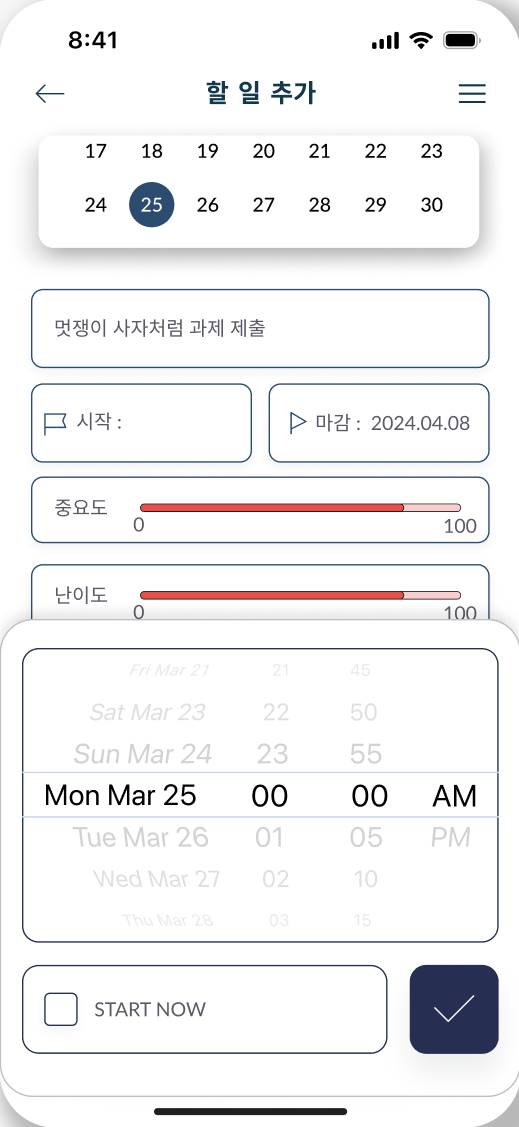 8:41
할 일 추가
17 18 19 20 21 22 23
24 25 26 27 28 29 30
멋쟁이 사자처럼 과제 제출
시작 : 마감 : 2024.04.08
중요도
0 100
난이도
0 100
Fri Mar 21 21 45
Sat Mar 23 22 50
Sun Mar 24 23 55
Mon Mar 25 00 00 AM
Tue Mar 26 01 05 PM
Wed Mar 27 02 10
Thu Mar 28 03 15
START NOW